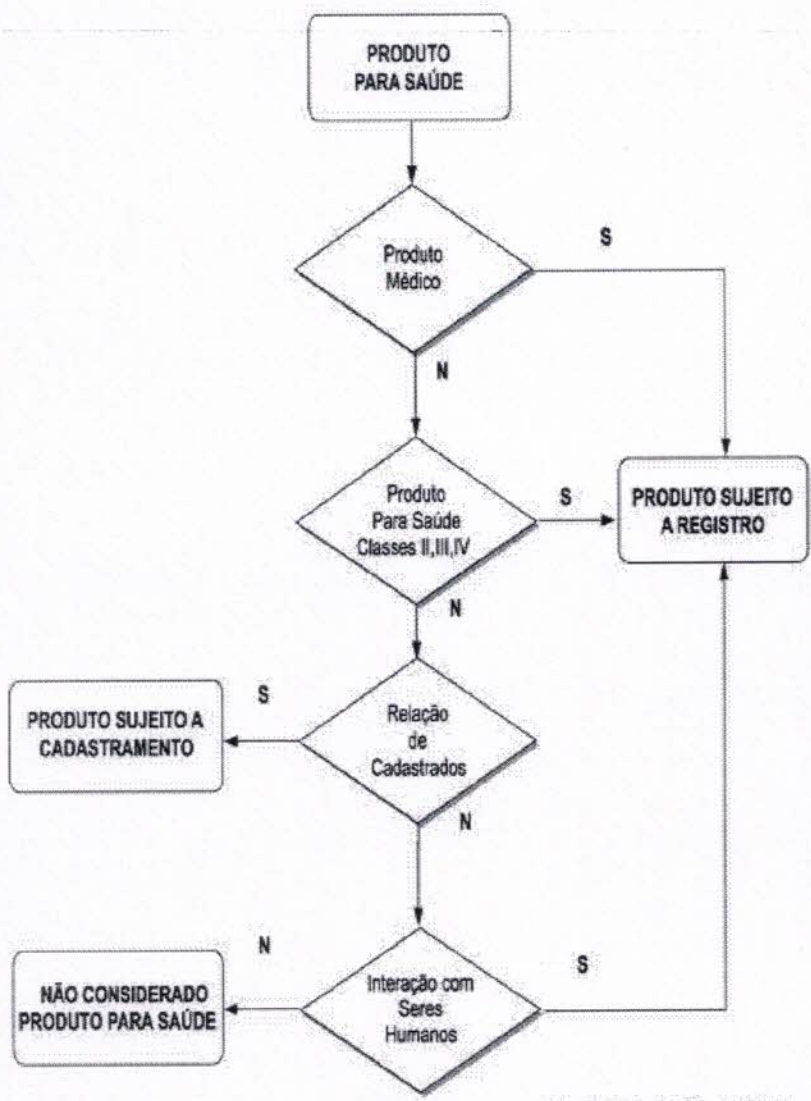 PRODUTO
PARA SAÚDE
Produto
Médico
S
N
Produto
Para Saúde
Classes II,III,IV
S
PRODUTO SUJEITO
A REGISTRO
N
PRODUTO SUJEITO A
CADASTRAMENTO
S
Relação
de
Cadastrados
N
NÃO CONSIDERADO
PRODUTO PARA SAÚDE
N
Interação com
Seres
Humanos
S